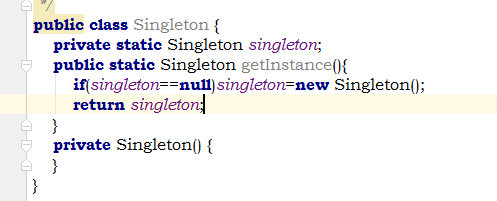 */
public class Singleton {
private static Singleton singleton;
public static Singleton getInstance(){
if(singleton==null)singleton=new Singleton();
return singleton;
}
private Singleton() {
}
}